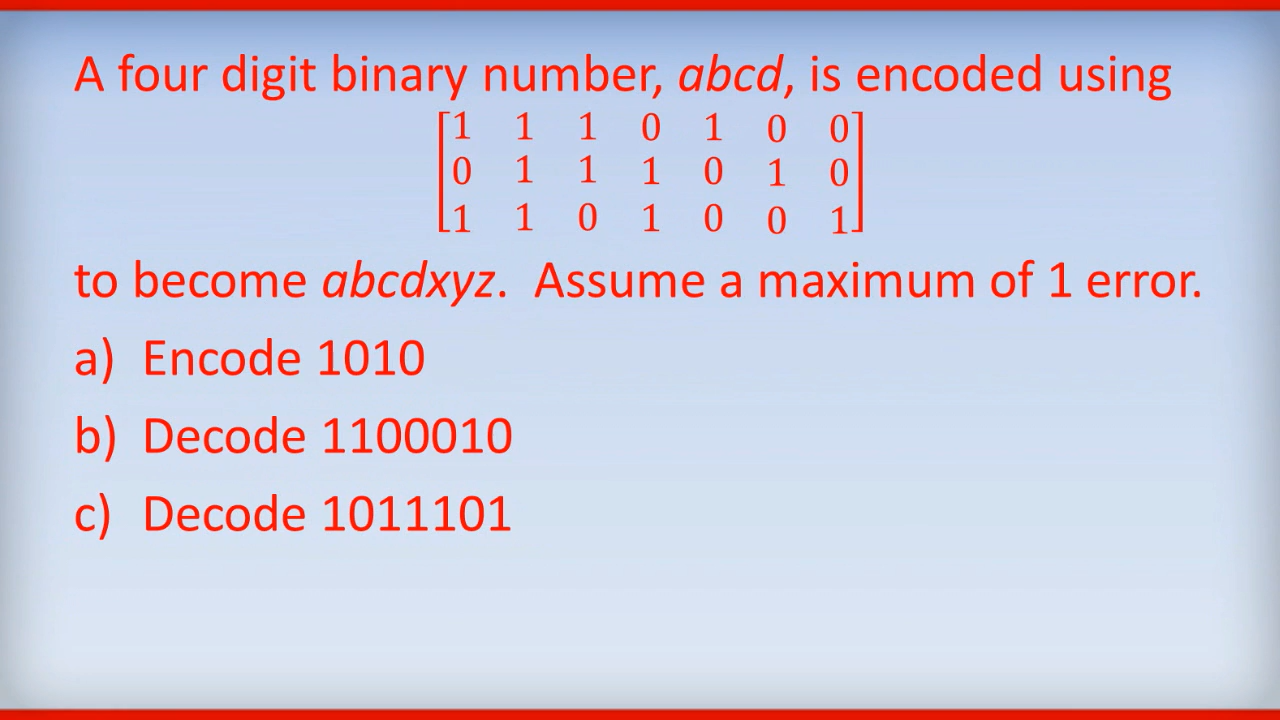 A four digit binary number, abcd, is encoded using
1 1 1 0 1 0 0
0 1 1 1 0 1 0
1 1 0 1 0 0 1
to become abcdxyz. Assume a maximum of 1 error.
a) Encode 1010
b) Decode 1100010
c) Decode 1011101